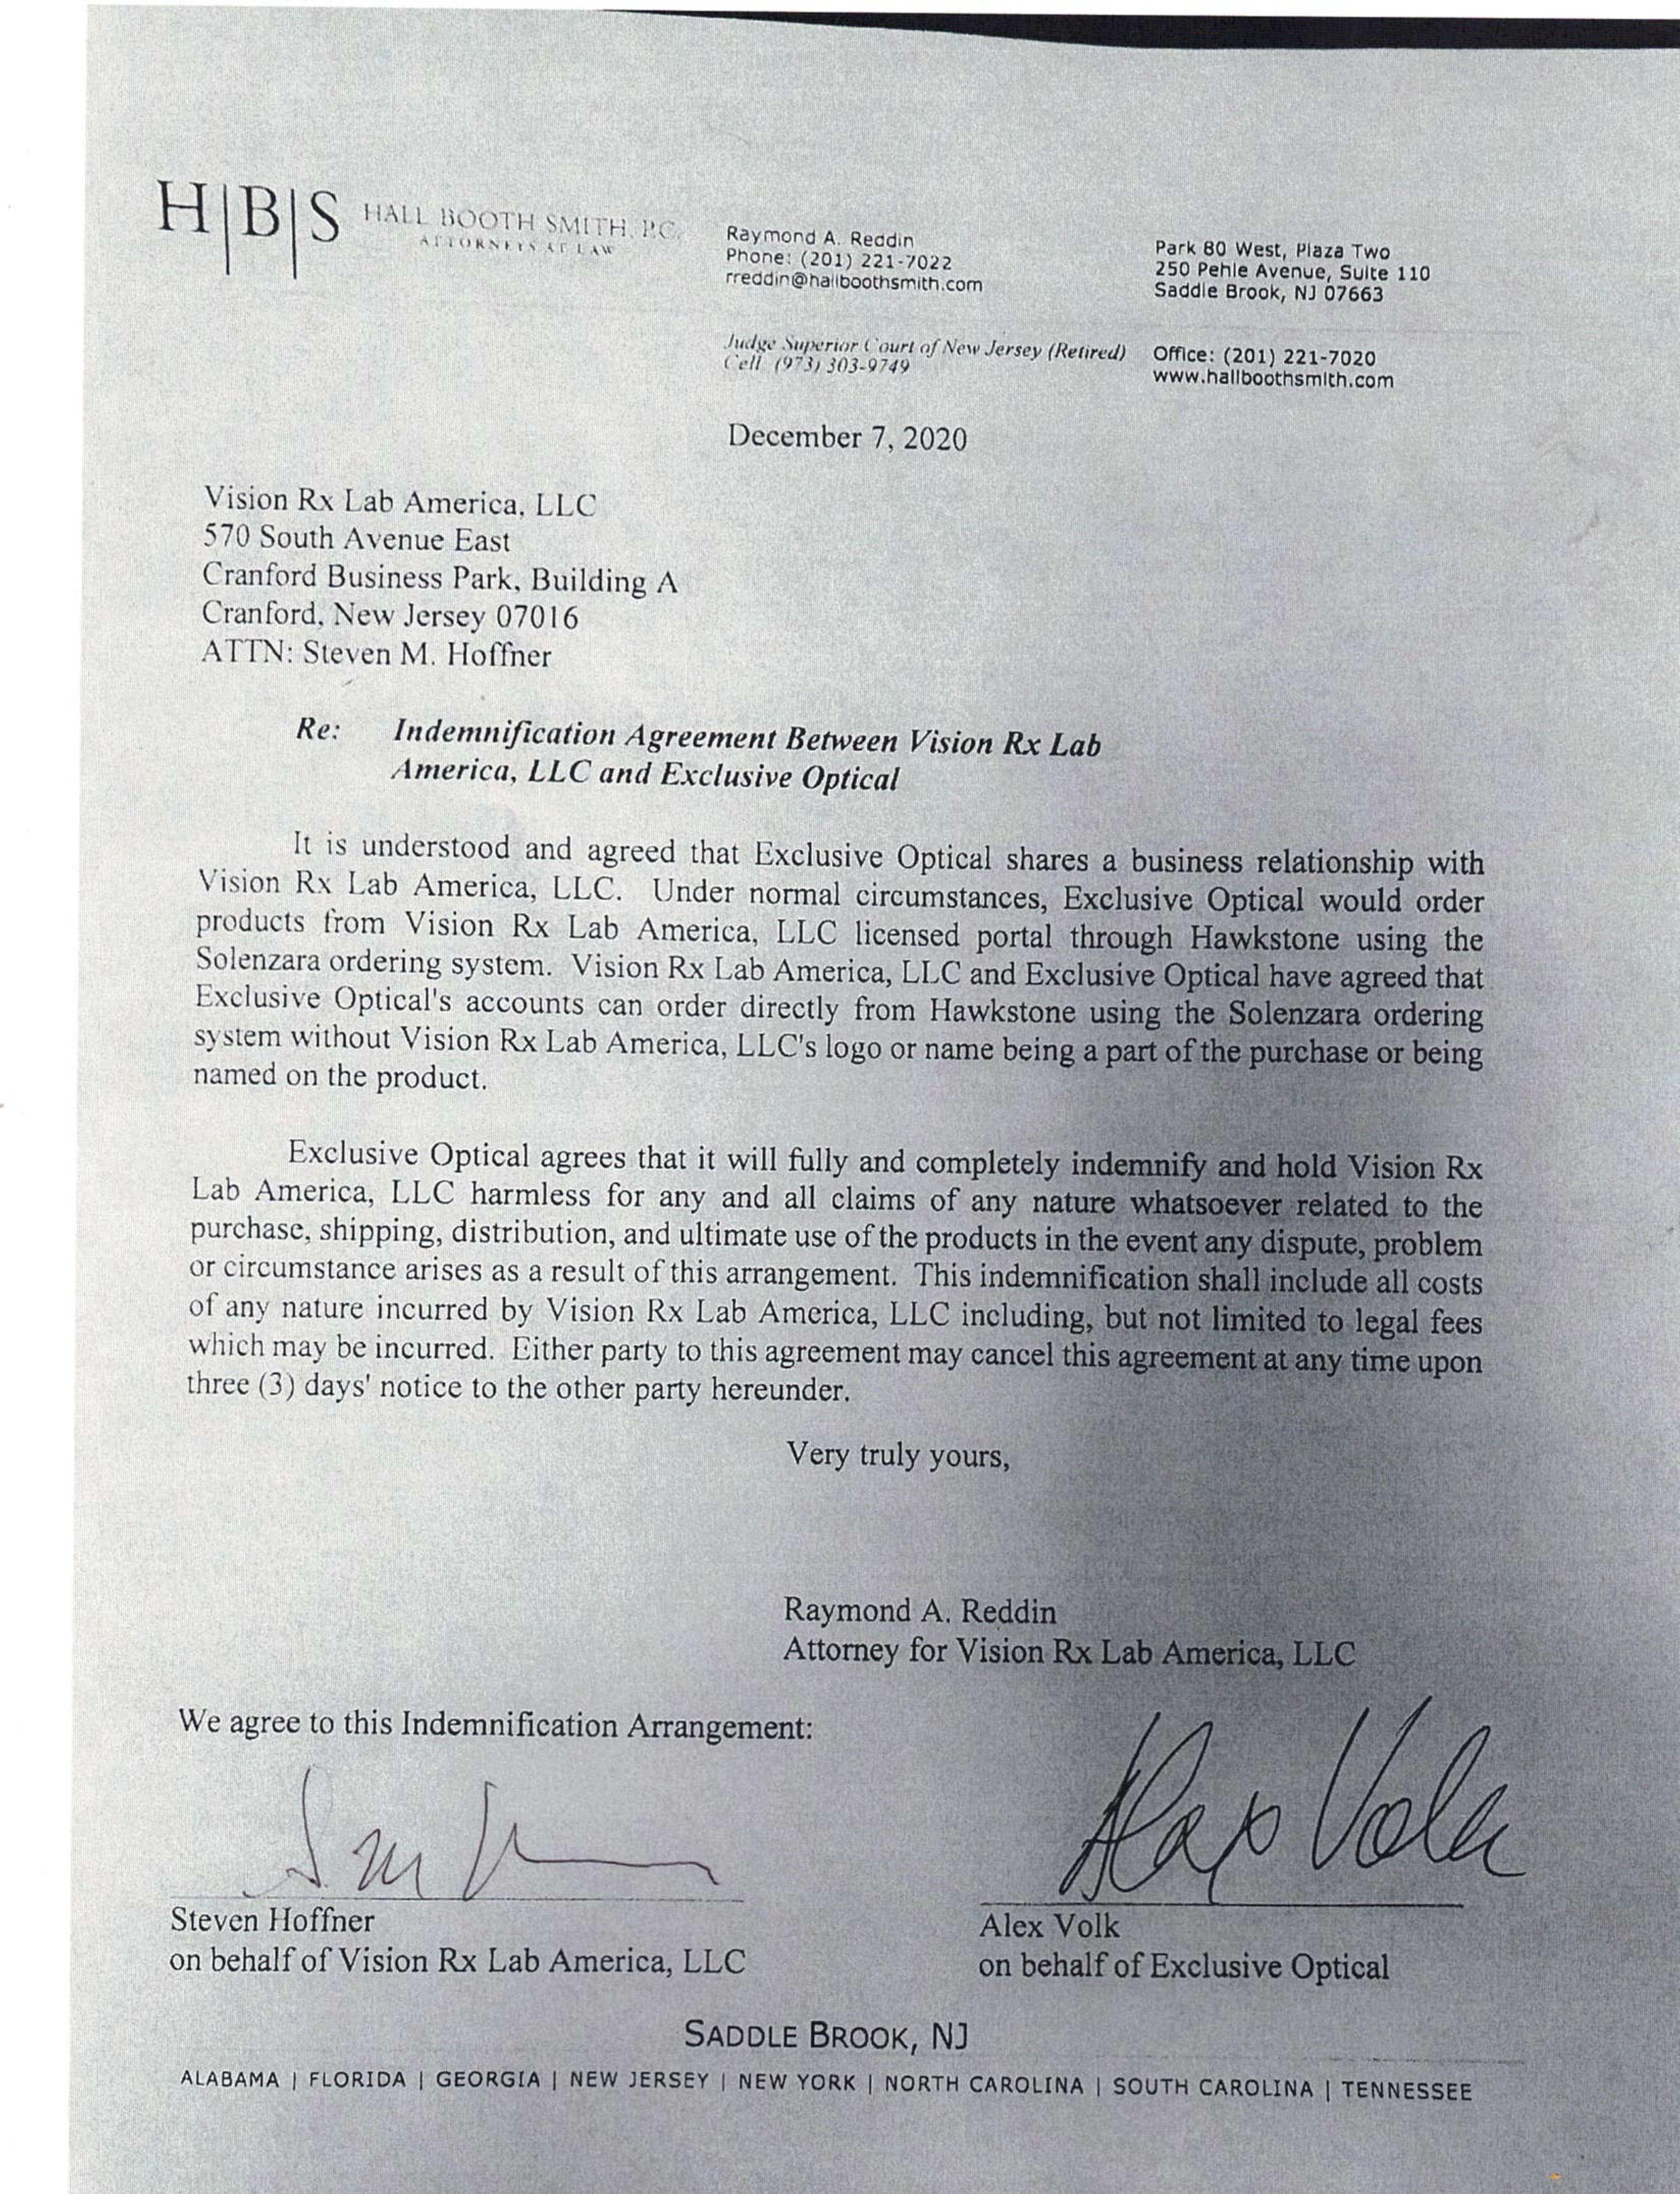 H|B|S HALL BOOTH SMITH, P.C.
ATTORNEYS AT LAW
Raymond A. Reddin
Phone: (201) 221-7022
rreddin@hallboothsmith.com
Park 80 West, Plaza Two
250 Pehle Avenue, Suite 110
Saddle Brook, NJ 07663
Judge Superior Court of New Jersey (Retired)
Cell (973) 303-9749
Office: (201) 221-7020
www.hallboothsmith.com
December 7, 2020
Vision Rx Lab America, LLC
570 South Avenue East
Cranford Business Park, Building A
Cranford, New Jersey 07016
ATTN: Steven M. Hoffner
Re: Indemnification Agreement Between Vision Rx Lab
America, LLC and Exclusive Optical
It is understood and agreed that Exclusive Optical shares a business relationship with
Vision Rx Lab America, LLC. Under normal circumstances, Exclusive Optical would order
products from Vision Rx Lab America, LLC licensed portal through Hawkstone using the
Solenzara ordering system. Vision Rx Lab America, LLC and Exclusive Optical have agreed that
Exclusive Optical's accounts can order directly from Hawkstone using the Solenzara ordering
system without Vision Rx Lab America, LLC's logo or name being a part of the purchase or being
named on the product.
Exclusive Optical agrees that it will fully and completely indemnify and hold Vision Rx
Lab America, LLC harmless for any and all claims of any nature whatsoever related to the
purchase, shipping, distribution, and ultimate use of the products in the event any dispute, problem
or circumstance arises as a result of this arrangement. This indemnification shall include all costs
of any nature incurred by Vision Rx Lab America, LLC including, but not limited to legal fees
which may be incurred. Either party to this agreement may cancel this agreement at any time upon
three (3) days' notice to the other party hereunder.
Very truly yours,
Raymond A. Reddin
Attorney for Vision Rx Lab America, LLC
We agree to this Indemnification Arrangement:
Alex Volk
Steven Hoffner
on behalf of Vision Rx Lab America, LLC
Alex Volk
on behalf of Exclusive Optical
SADDLE BROOK, NJ
ALABAMA | FLORIDA | GEORGIA | NEW JERSEY | NEW YORK | NORTH CAROLINA | SOUTH CAROLINA | TENNESSEE